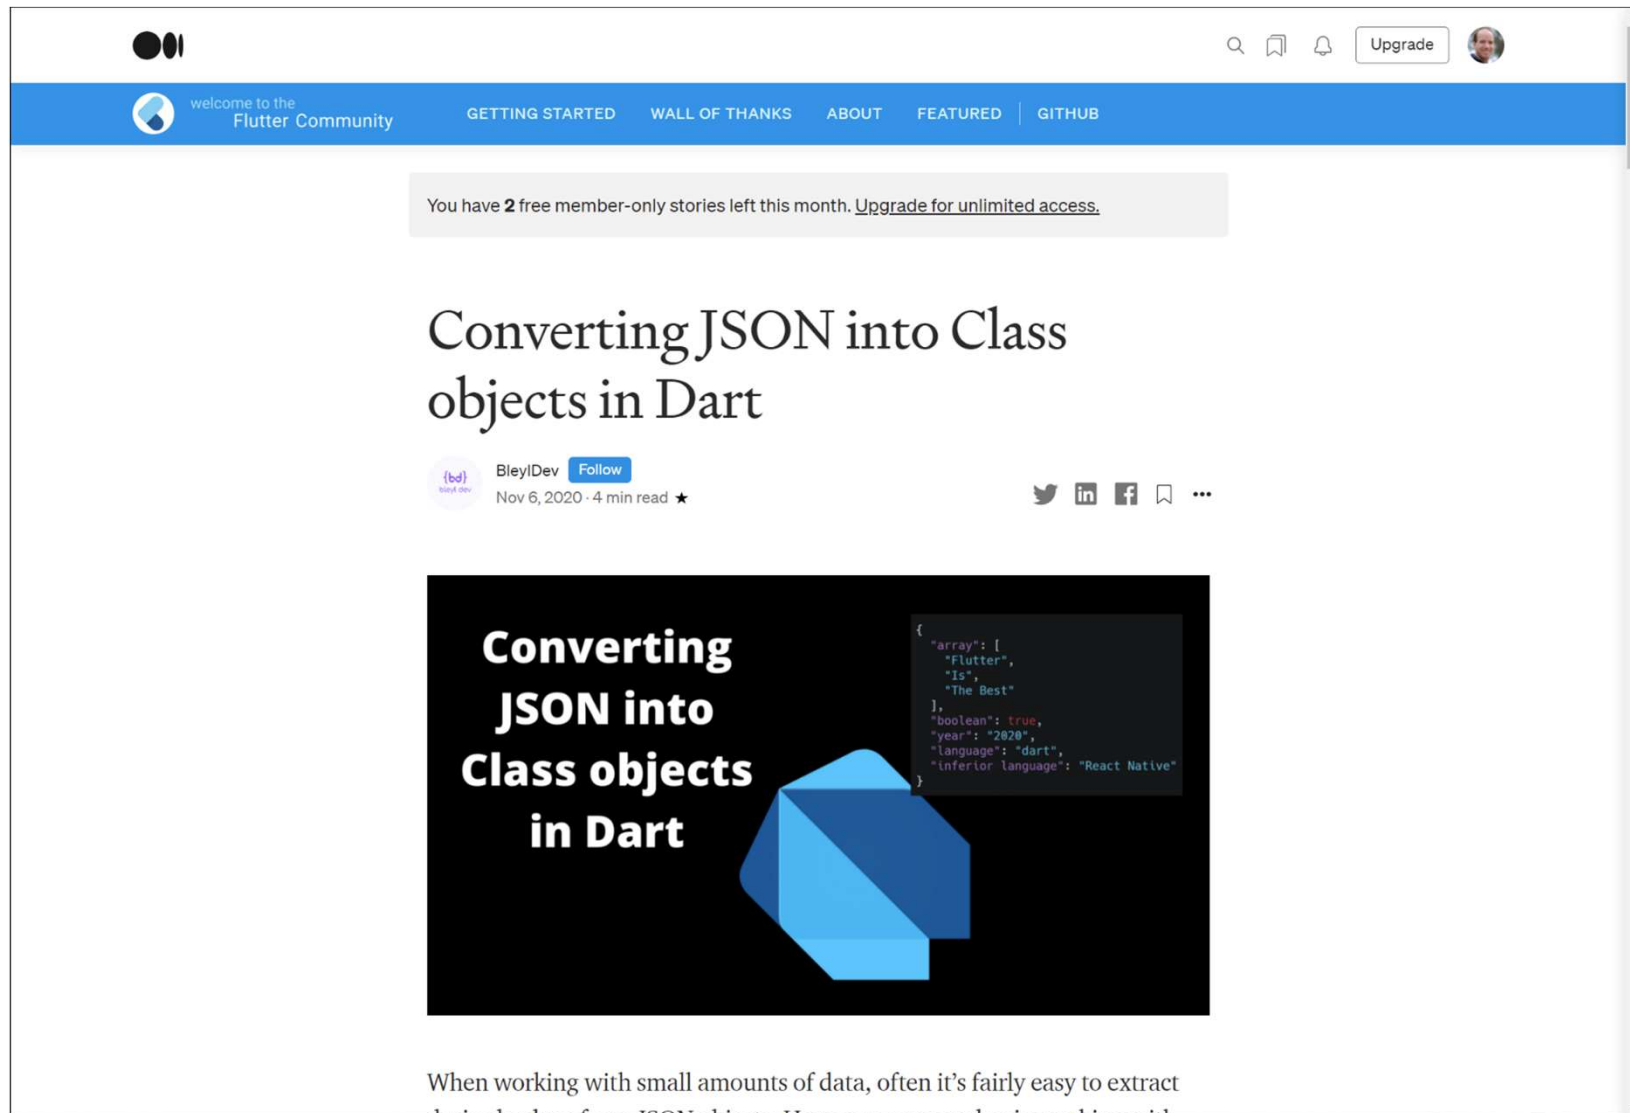 Upgrade
welcome to the
Flutter Community
GETTING STARTED
WALL OF THANKS
ABOUT
FEATURED
GITHUB
You have 2 free member-only stories left this month. Upgrade for unlimited access.
Converting JSON into Class
objects in Dart
{bd}
bleyl dev
BleylDev
Follow
Nov 6, 2020 · 4 min read ★
Converting
JSON into
Class objects
in Dart
{
"array": [
"Flutter",
"Is",
"The Best"
],
"boolean": true,
"year": "2020",
"language": "dart",
"inferior language": "React Native"
}
When working with small amounts of data, often it's fairly easy to extract